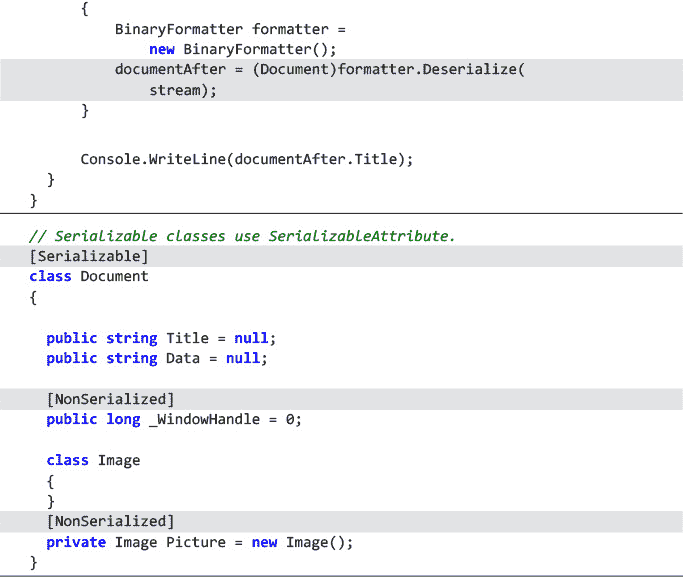 {
BinaryFormatter formatter =
new BinaryFormatter();
documentAfter = (Document)formatter.Deserialize(
stream);
}
Console.WriteLine(documentAfter.Title);
}
}
// Serializable classes use SerializableAttribute.
[Serializable]
class Document
{
public string Title = null;
public string Data = null;
[NonSerialized]
public long _WindowHandle = 0;
class Image
{
}
[NonSerialized]
private Image Picture = new Image();
}